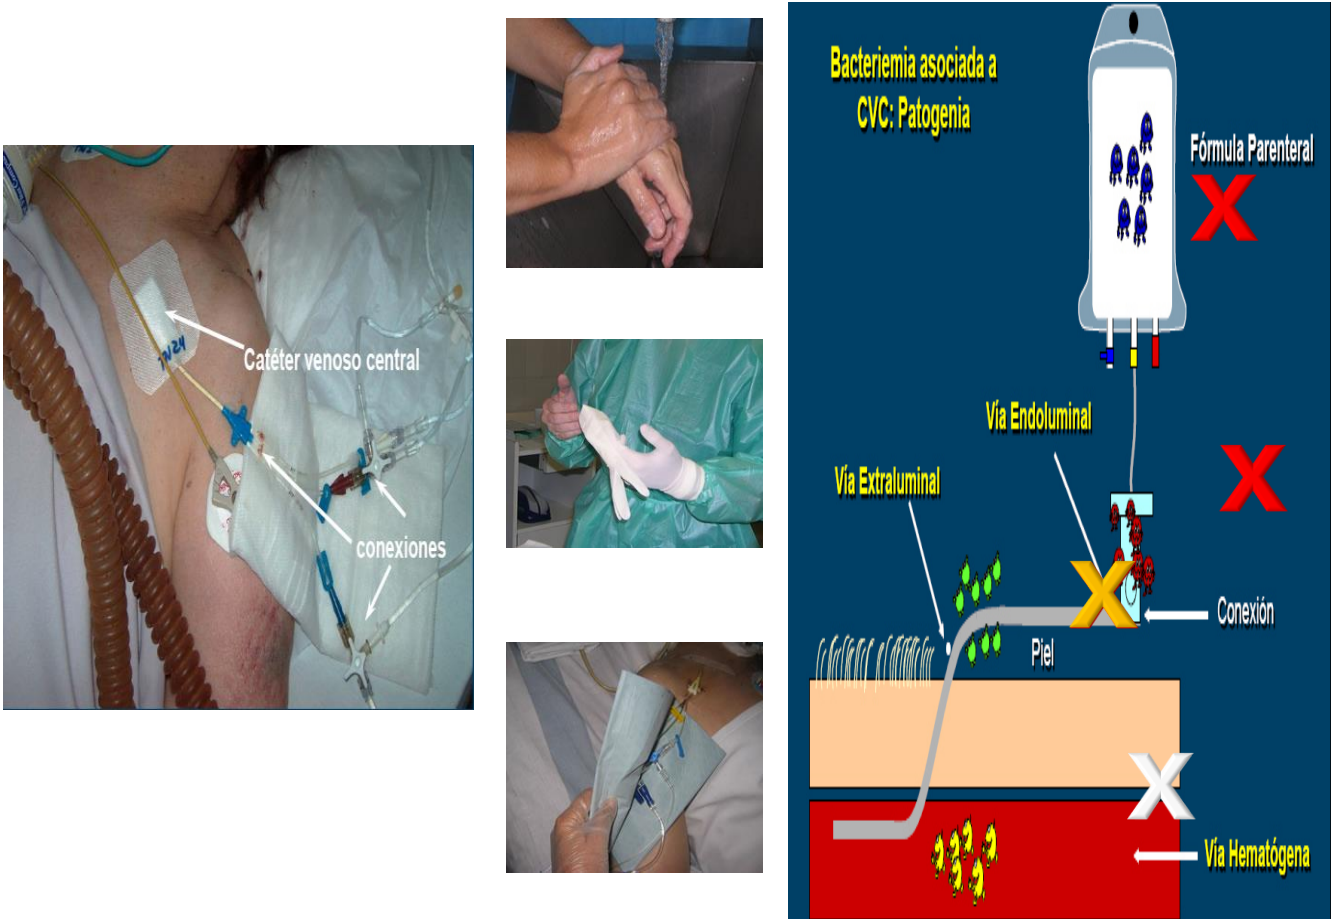 Catéter venoso central
conexiones
Bacteriemia asociada a
CVC: Patogenia
Fórmula Parenteral
Vía Endoluminal
Vía Extraluminal
Conexión
Piel
Vía Hematógena